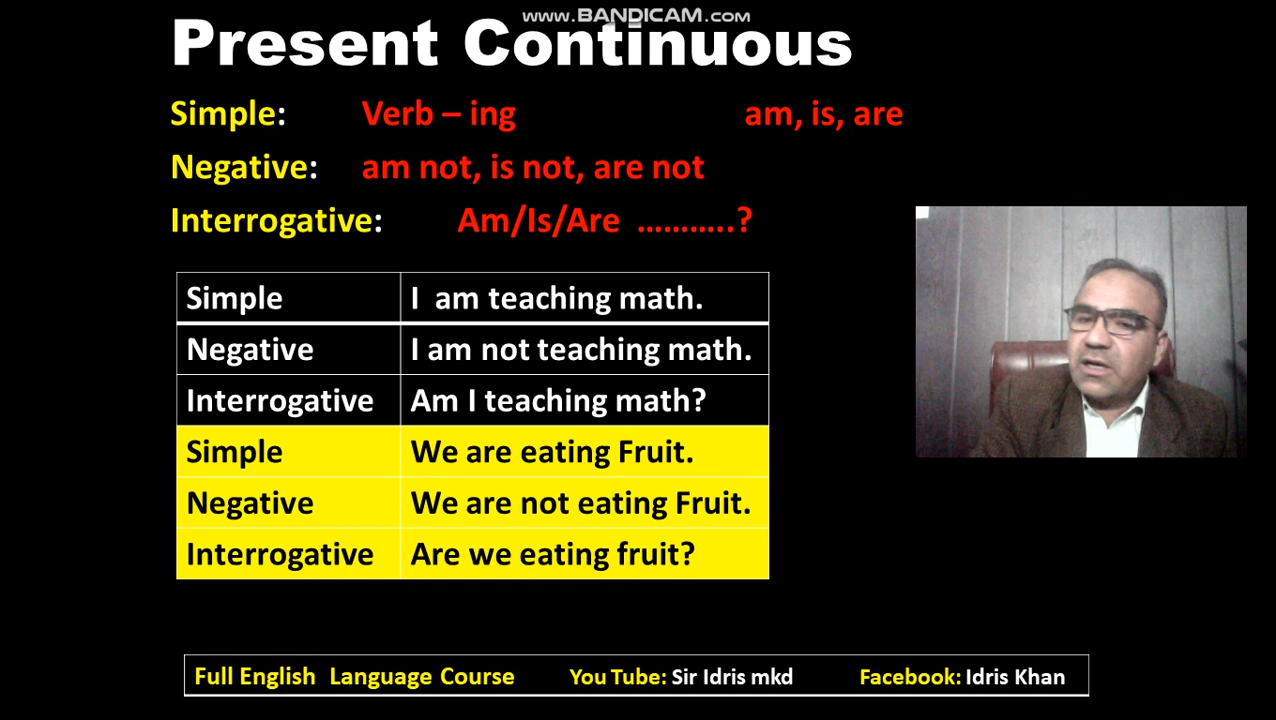 www.BANDICAM.com
Present Continuous
Simple: Verb – ing am, is, are
Negative: am not, is not, are not
Interrogative: Am/Is/Are ………..?
Simple I am teaching math.
Negative I am not teaching math.
Interrogative Am I teaching math?
Simple We are eating Fruit.
Negative We are not eating Fruit.
Interrogative Are we eating fruit?
Full English Language Course You Tube: Sir Idris mkd Facebook: Idris Khan